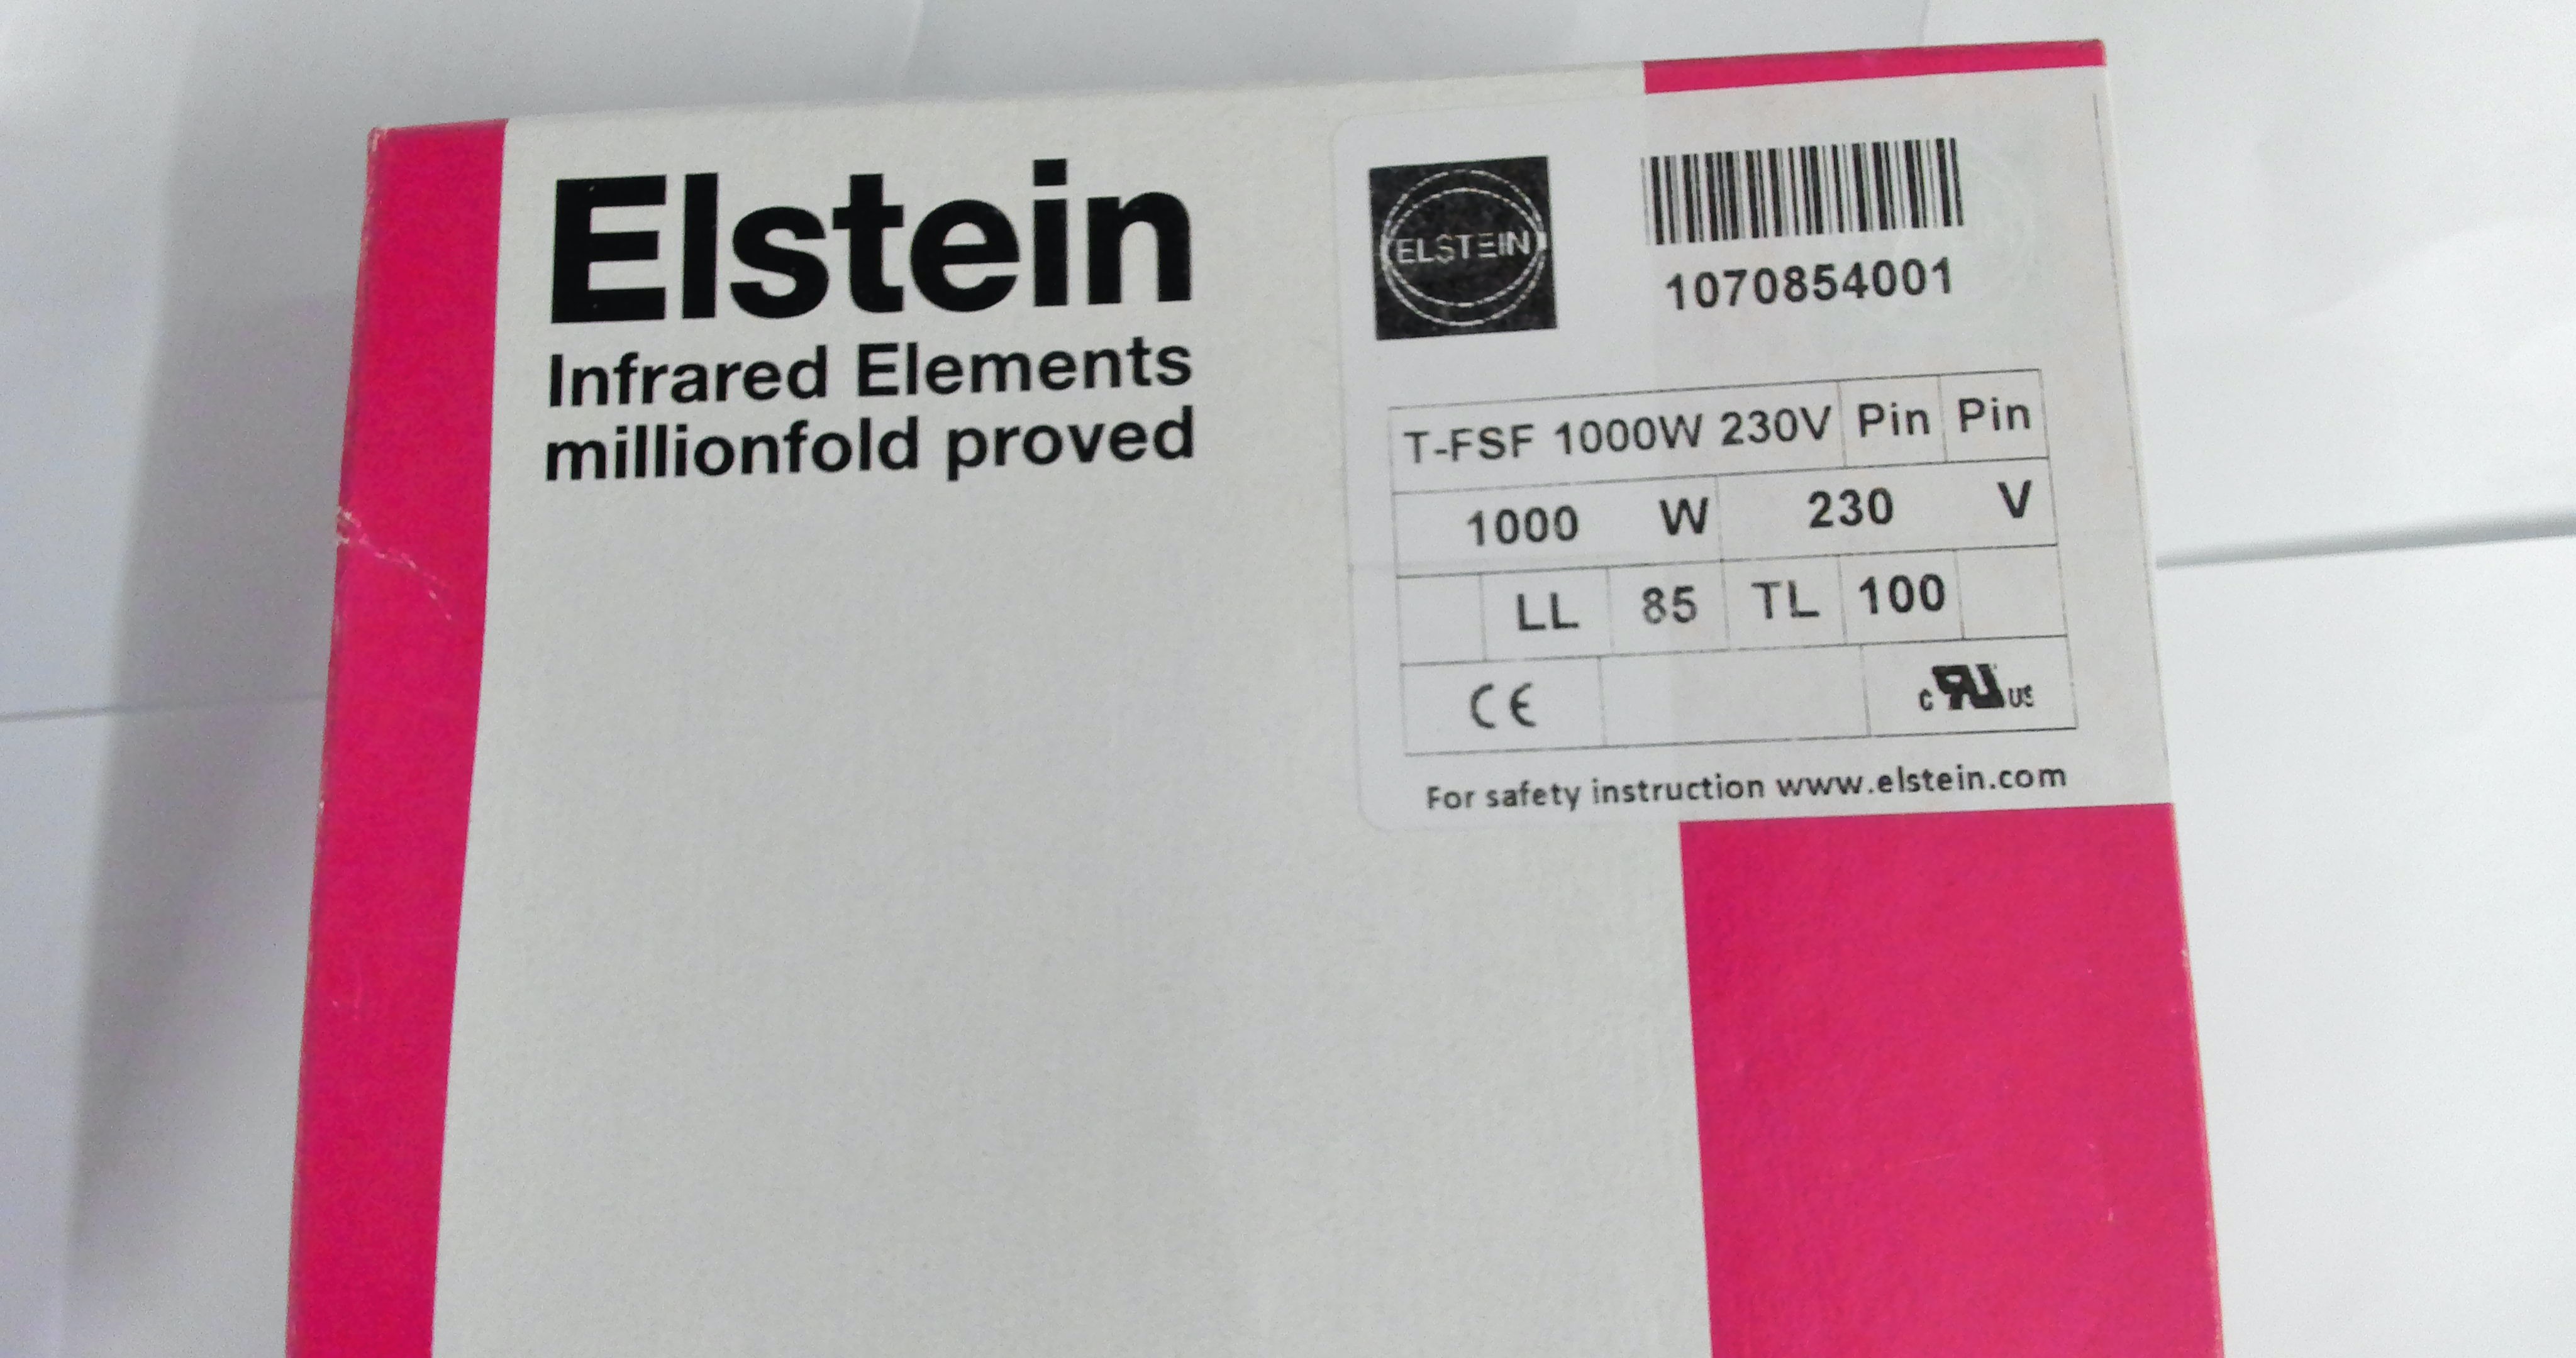 Elstein
Infrared Elements
millionfold proved
ELSTEIN
1070854001
T-FSF 1000W 230V Pin Pin
1000 W 230 V
LL 85 TL 100
CE c RU US
For safety instruction www.elstein.com